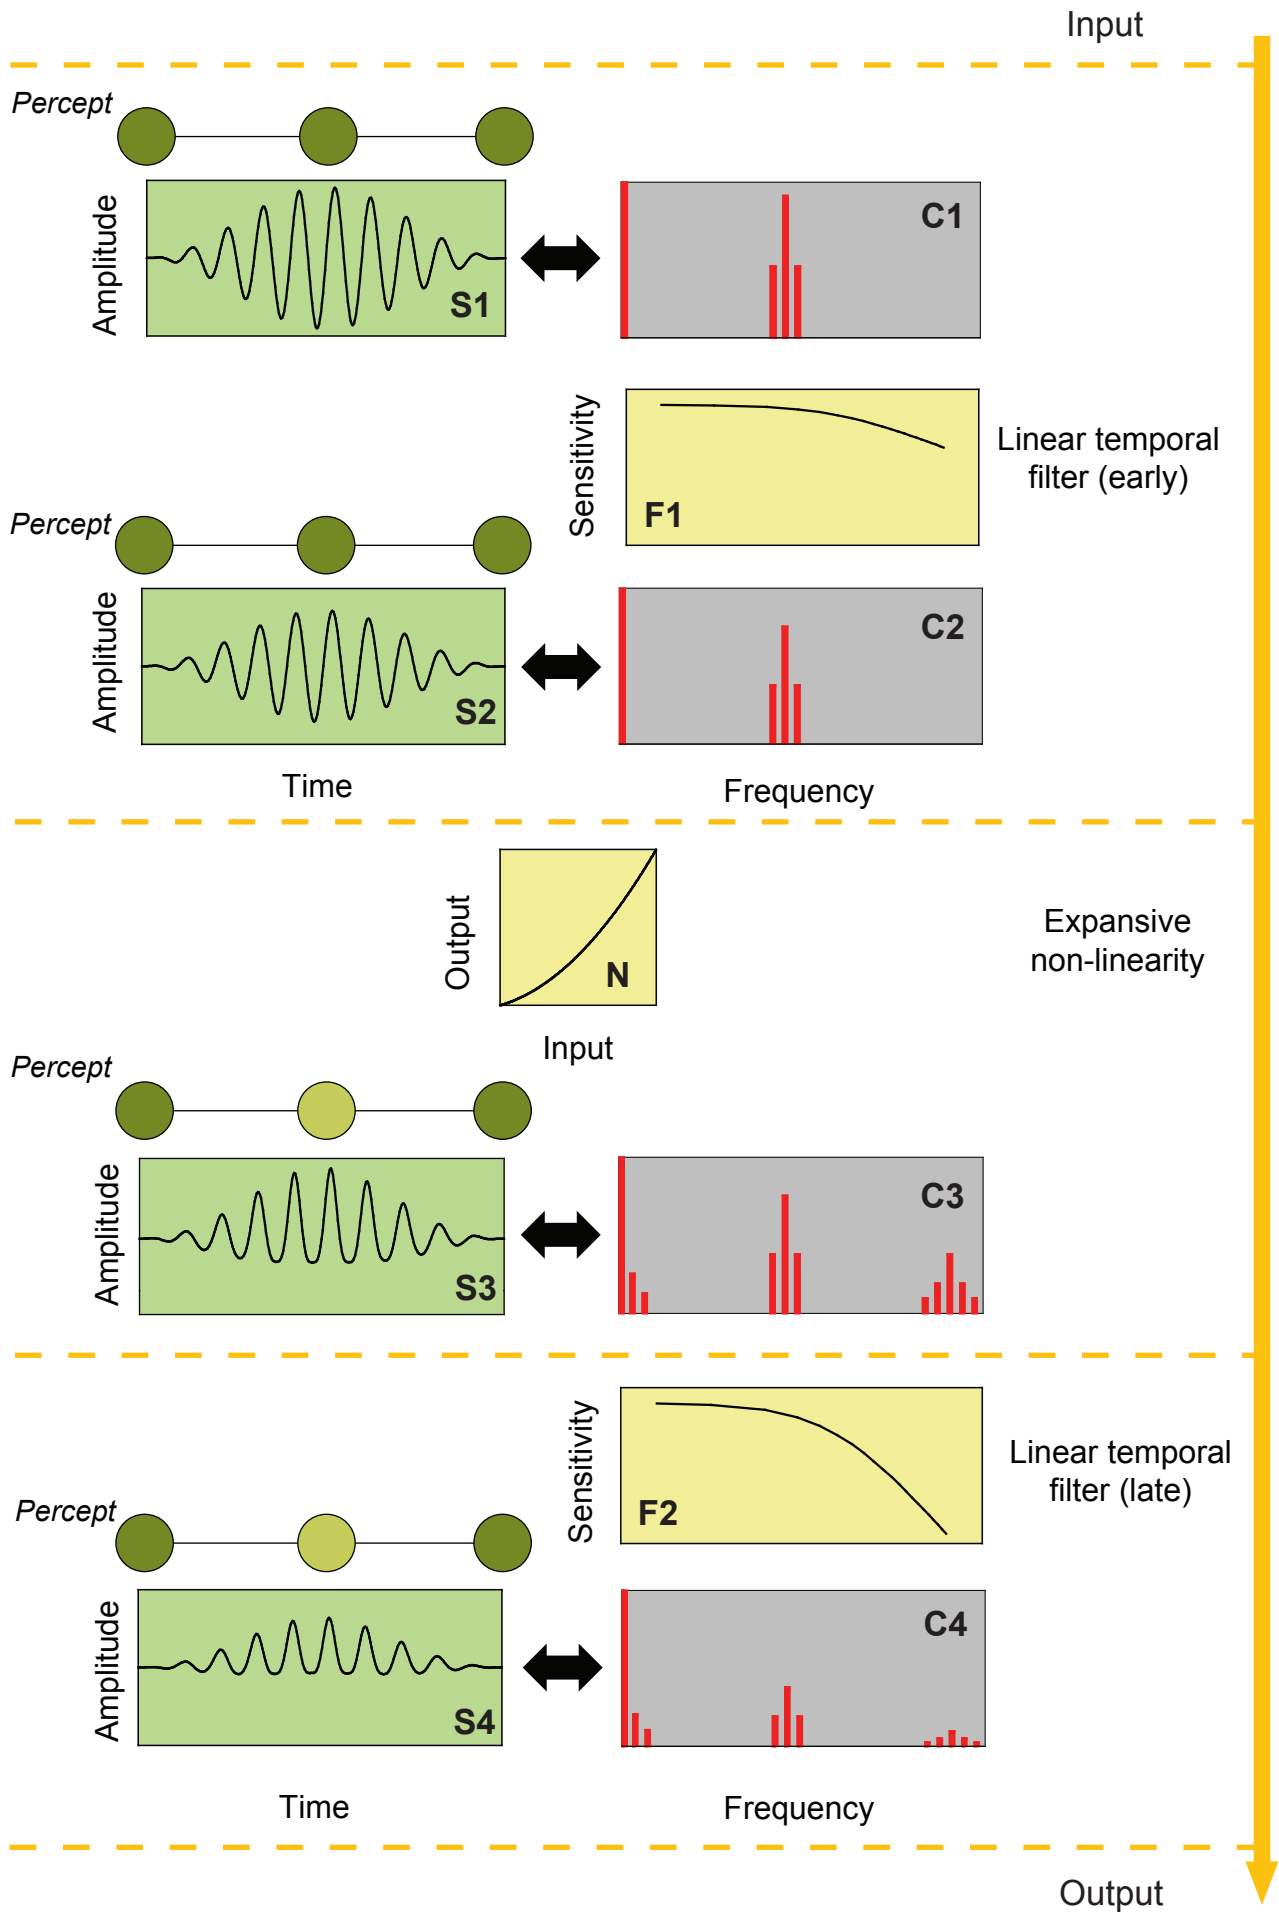 Input
Percept
Amplitude
S1
C1
Sensitivity
F1
Linear temporal
filter (early)
Percept
Amplitude
S2
C2
Time
Frequency
Output
N
Input
Expansive
non-linearity
Percept
Amplitude
S3
C3
Sensitivity
F2
Linear temporal
filter (late)
Percept
Amplitude
S4
C4
Time
Frequency
Output